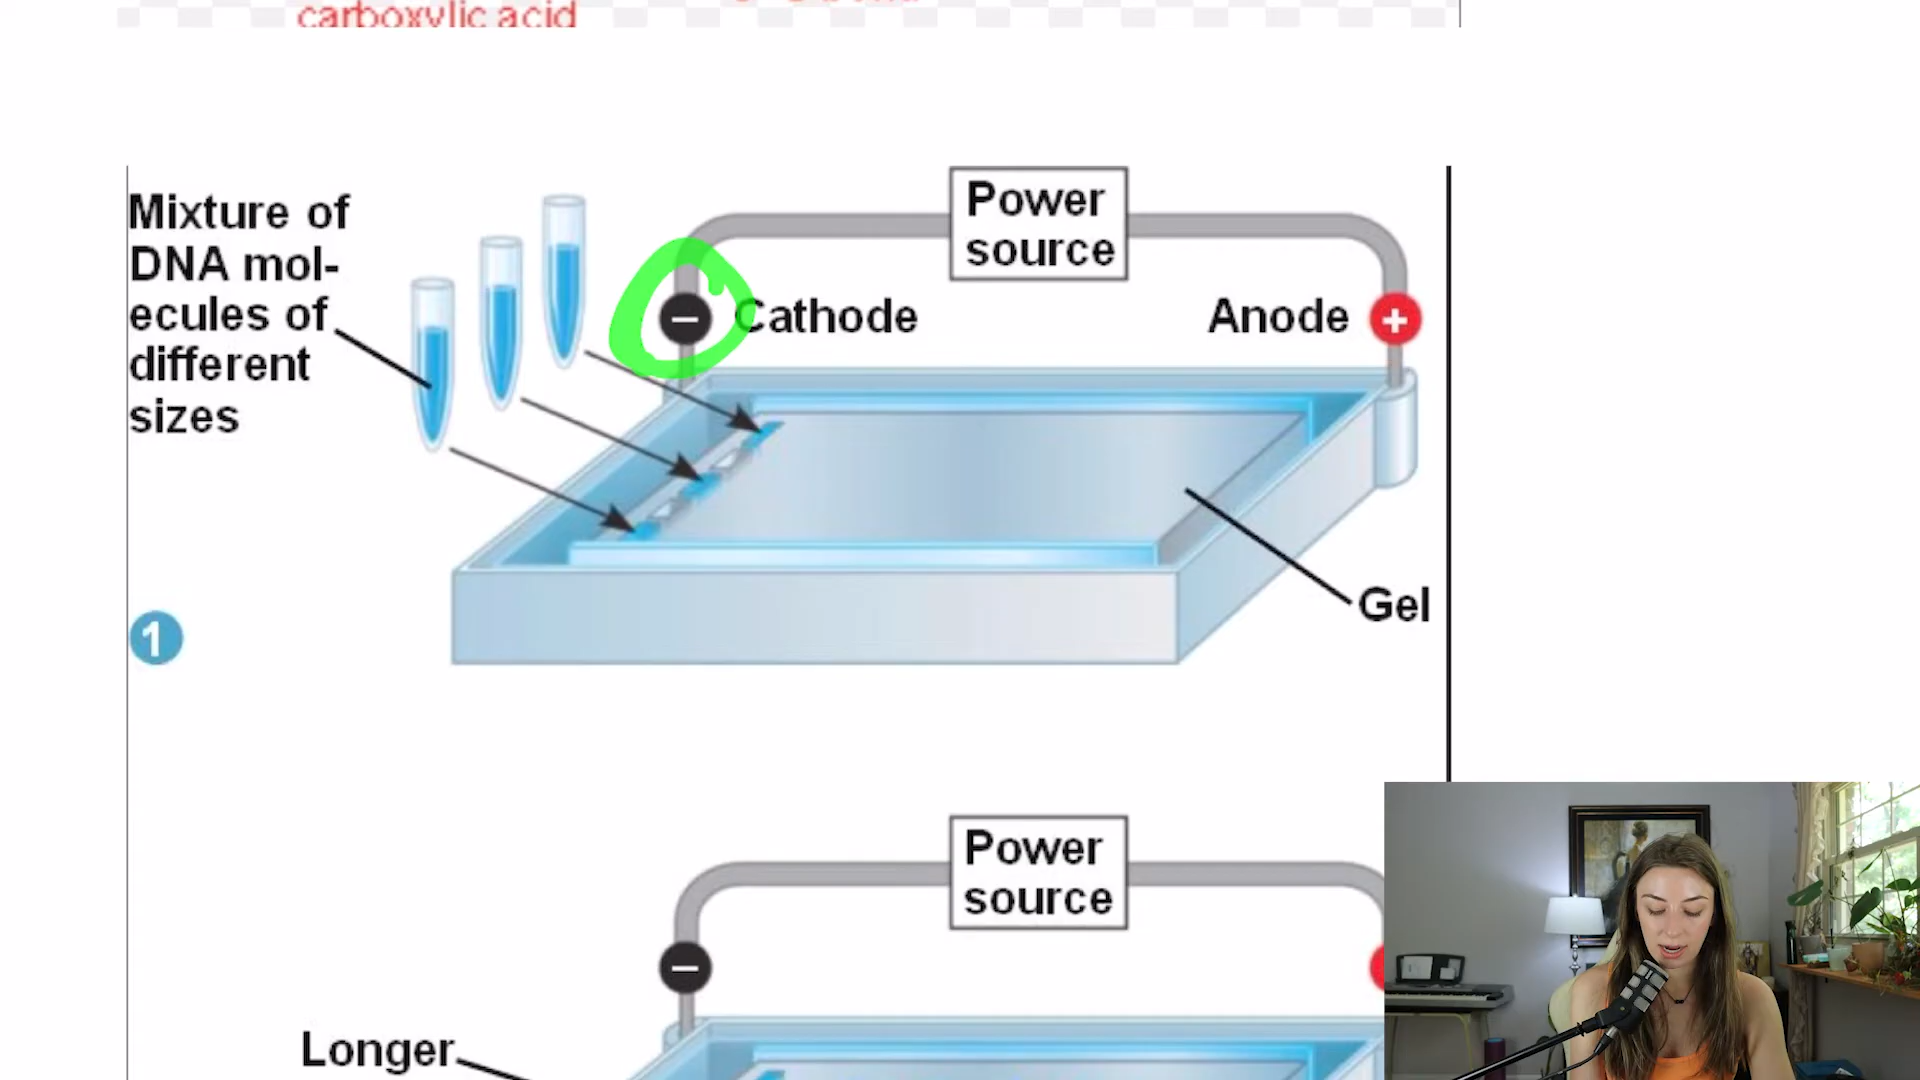 carboxylic acid
Mixture of
DNA mol-
ecules of
different
sizes
Power
source
− Cathode
Anode +
Gel
1
Power
source
−
Longer